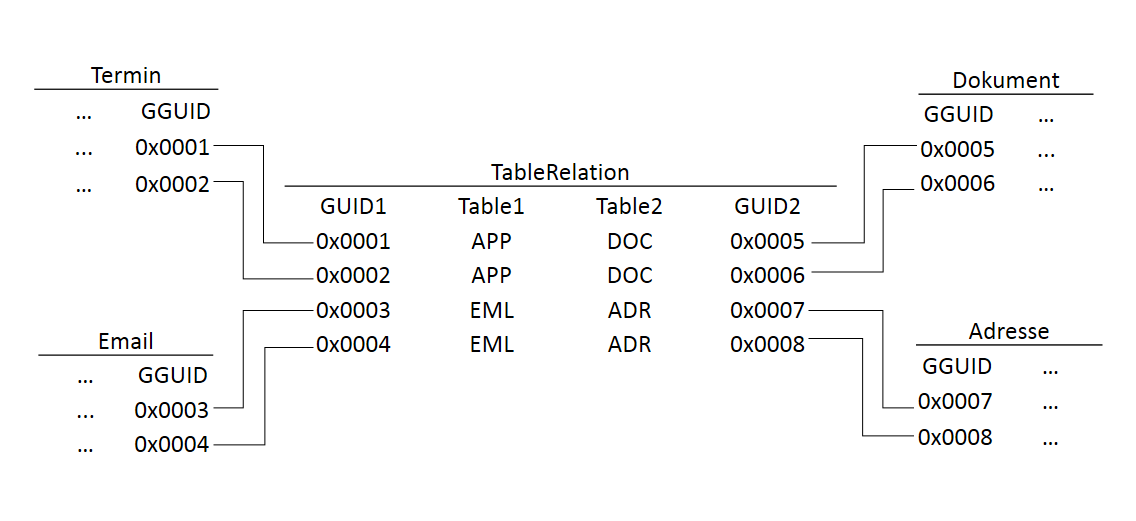 Termin
... GGUID
... 0x0001
... 0x0002
Dokument
GGUID ...
0x0005 ...
0x0006 ...
TableRelation
GUID1 Table1 Table2 GUID2
0x0001 APP DOC 0x0005
0x0002 APP DOC 0x0006
0x0003 EML ADR 0x0007
0x0004 EML ADR 0x0008
Email
... GGUID
... 0x0003
... 0x0004
Adresse
GGUID ...
0x0007 ...
0x0008 ...